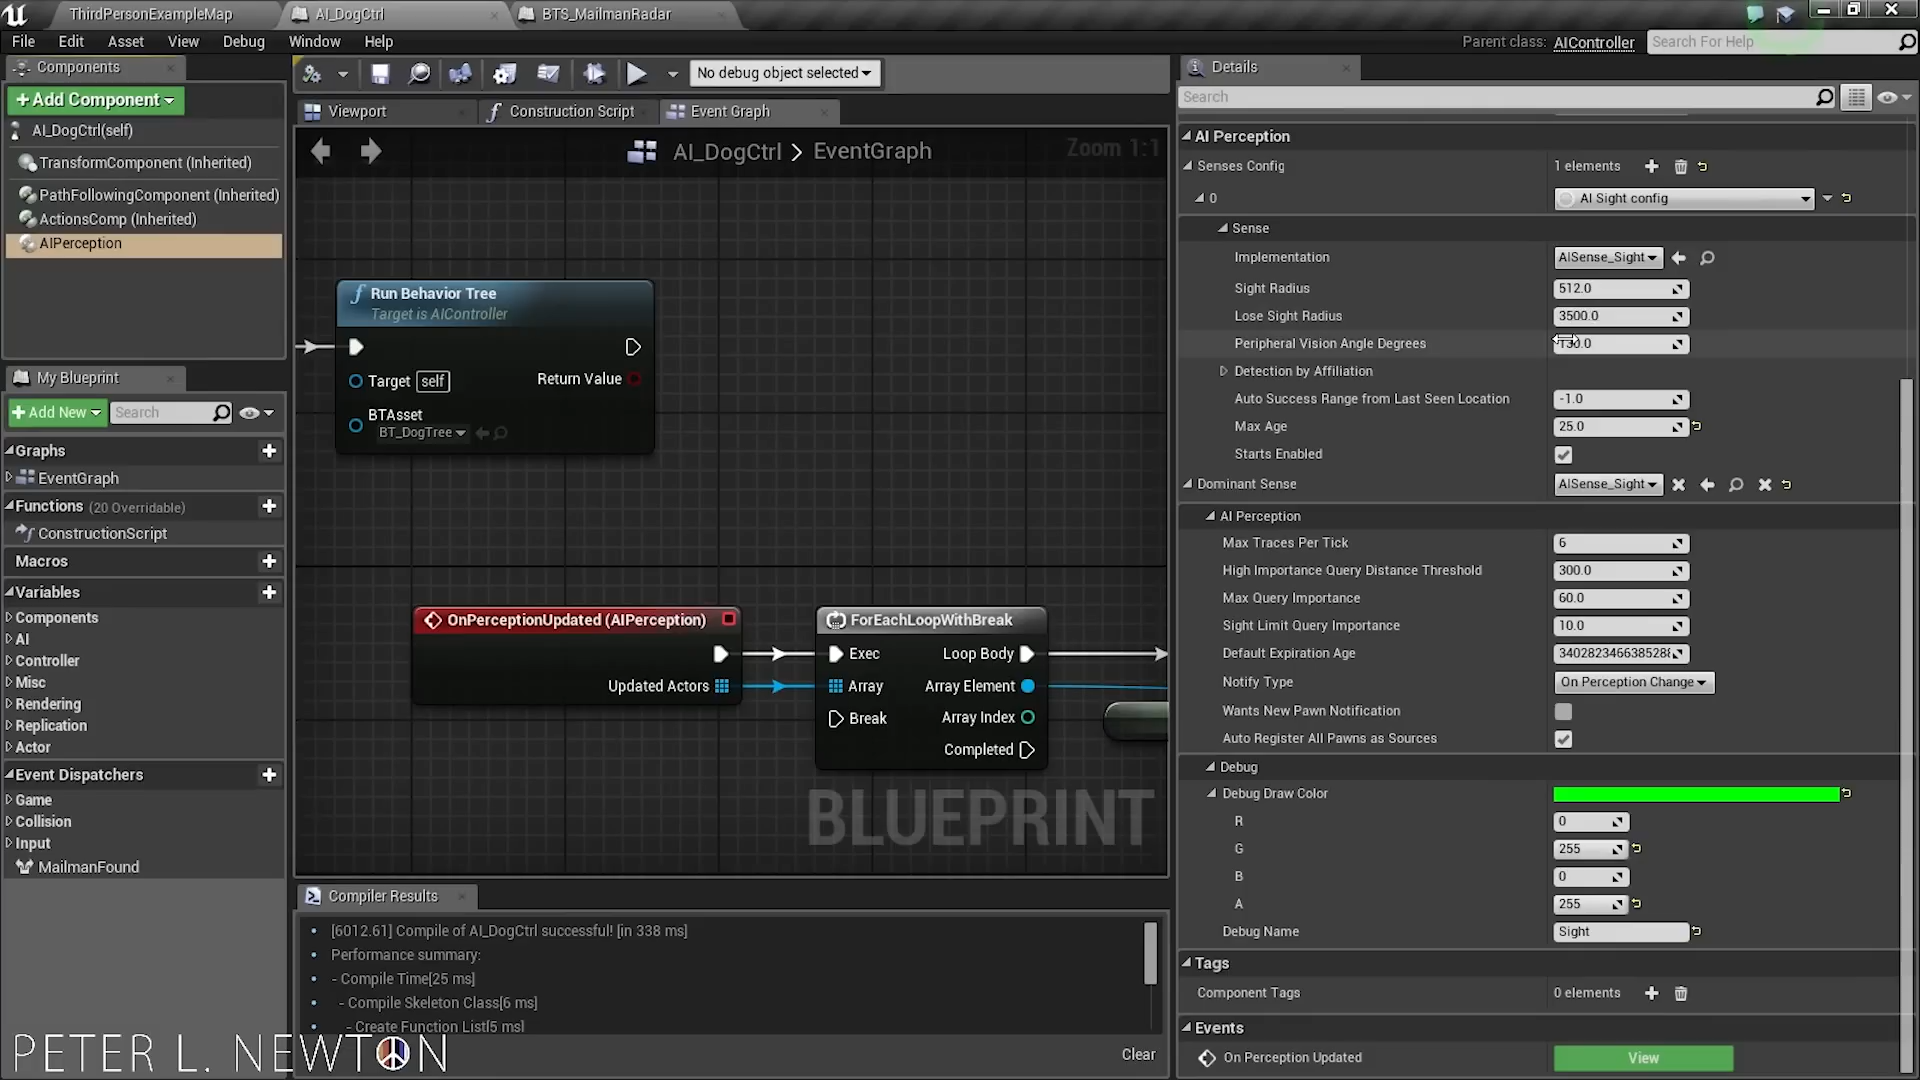 ThirdPersonExampleMap
AI_DogCtrl
BTS_MailmanRadar
File Edit Asset View Debug Window Help
Parent class: AIController Search For Help
Components
+Add Component
AI_DogCtrl(self)
TransformComponent (Inherited)
PathFollowingComponent (Inherited)
ActionsComp (Inherited)
AIPerception
My Blueprint
+Add New Search
Graphs
EventGraph
Functions (20 Overridable)
ConstructionScript
Macros
Variables
Components
AI
Controller
Misc
Rendering
Replication
Actor
Event Dispatchers
Game
Collision
Input
MailmanFound
No debug object selected
Viewport
Construction Script
Event Graph
AI_DogCtrl > EventGraph
Zoom 1:1
Run Behavior Tree
Target is AIController
Target self
Return Value
BTAsset
BT_DogTree
OnPerceptionUpdated (AIPerception)
Updated Actors
ForEachLoopWithBreak
Exec Loop Body
Array Array Element
Break Array Index
Completed
BLUEPRINT
Compiler Results
[6012.61] Compile of AI_DogCtrl successful! [in 338 ms]
Performance summary:
- Compile Time[25 ms]
- Compile Skeleton Class[6 ms]
- Create Function List[5 ms]
Clear
PETER L. NEWTON
Details
Search
AI Perception
Senses Config 1 elements
0 AI Sight config
Sense
Implementation AISense_Sight
Sight Radius 512.0
Lose Sight Radius 3500.0
Peripheral Vision Angle Degrees
Detection by Affiliation
Auto Success Range from Last Seen Location -1.0
Max Age 25.0
Starts Enabled
Dominant Sense AISense_Sight
AI Perception
Max Traces Per Tick 6
High Importance Query Distance Threshold 300.0
Max Query Importance 60.0
Sight Limit Query Importance 10.0
Default Expiration Age 3402823466385288
Notify Type On Perception Change
Wants New Pawn Notification
Auto Register All Pawns as Sources
Debug
Debug Draw Color
R 0
G 255
B 0
A 255
Debug Name Sight
Tags
Component Tags 0 elements
Events
On Perception Updated View